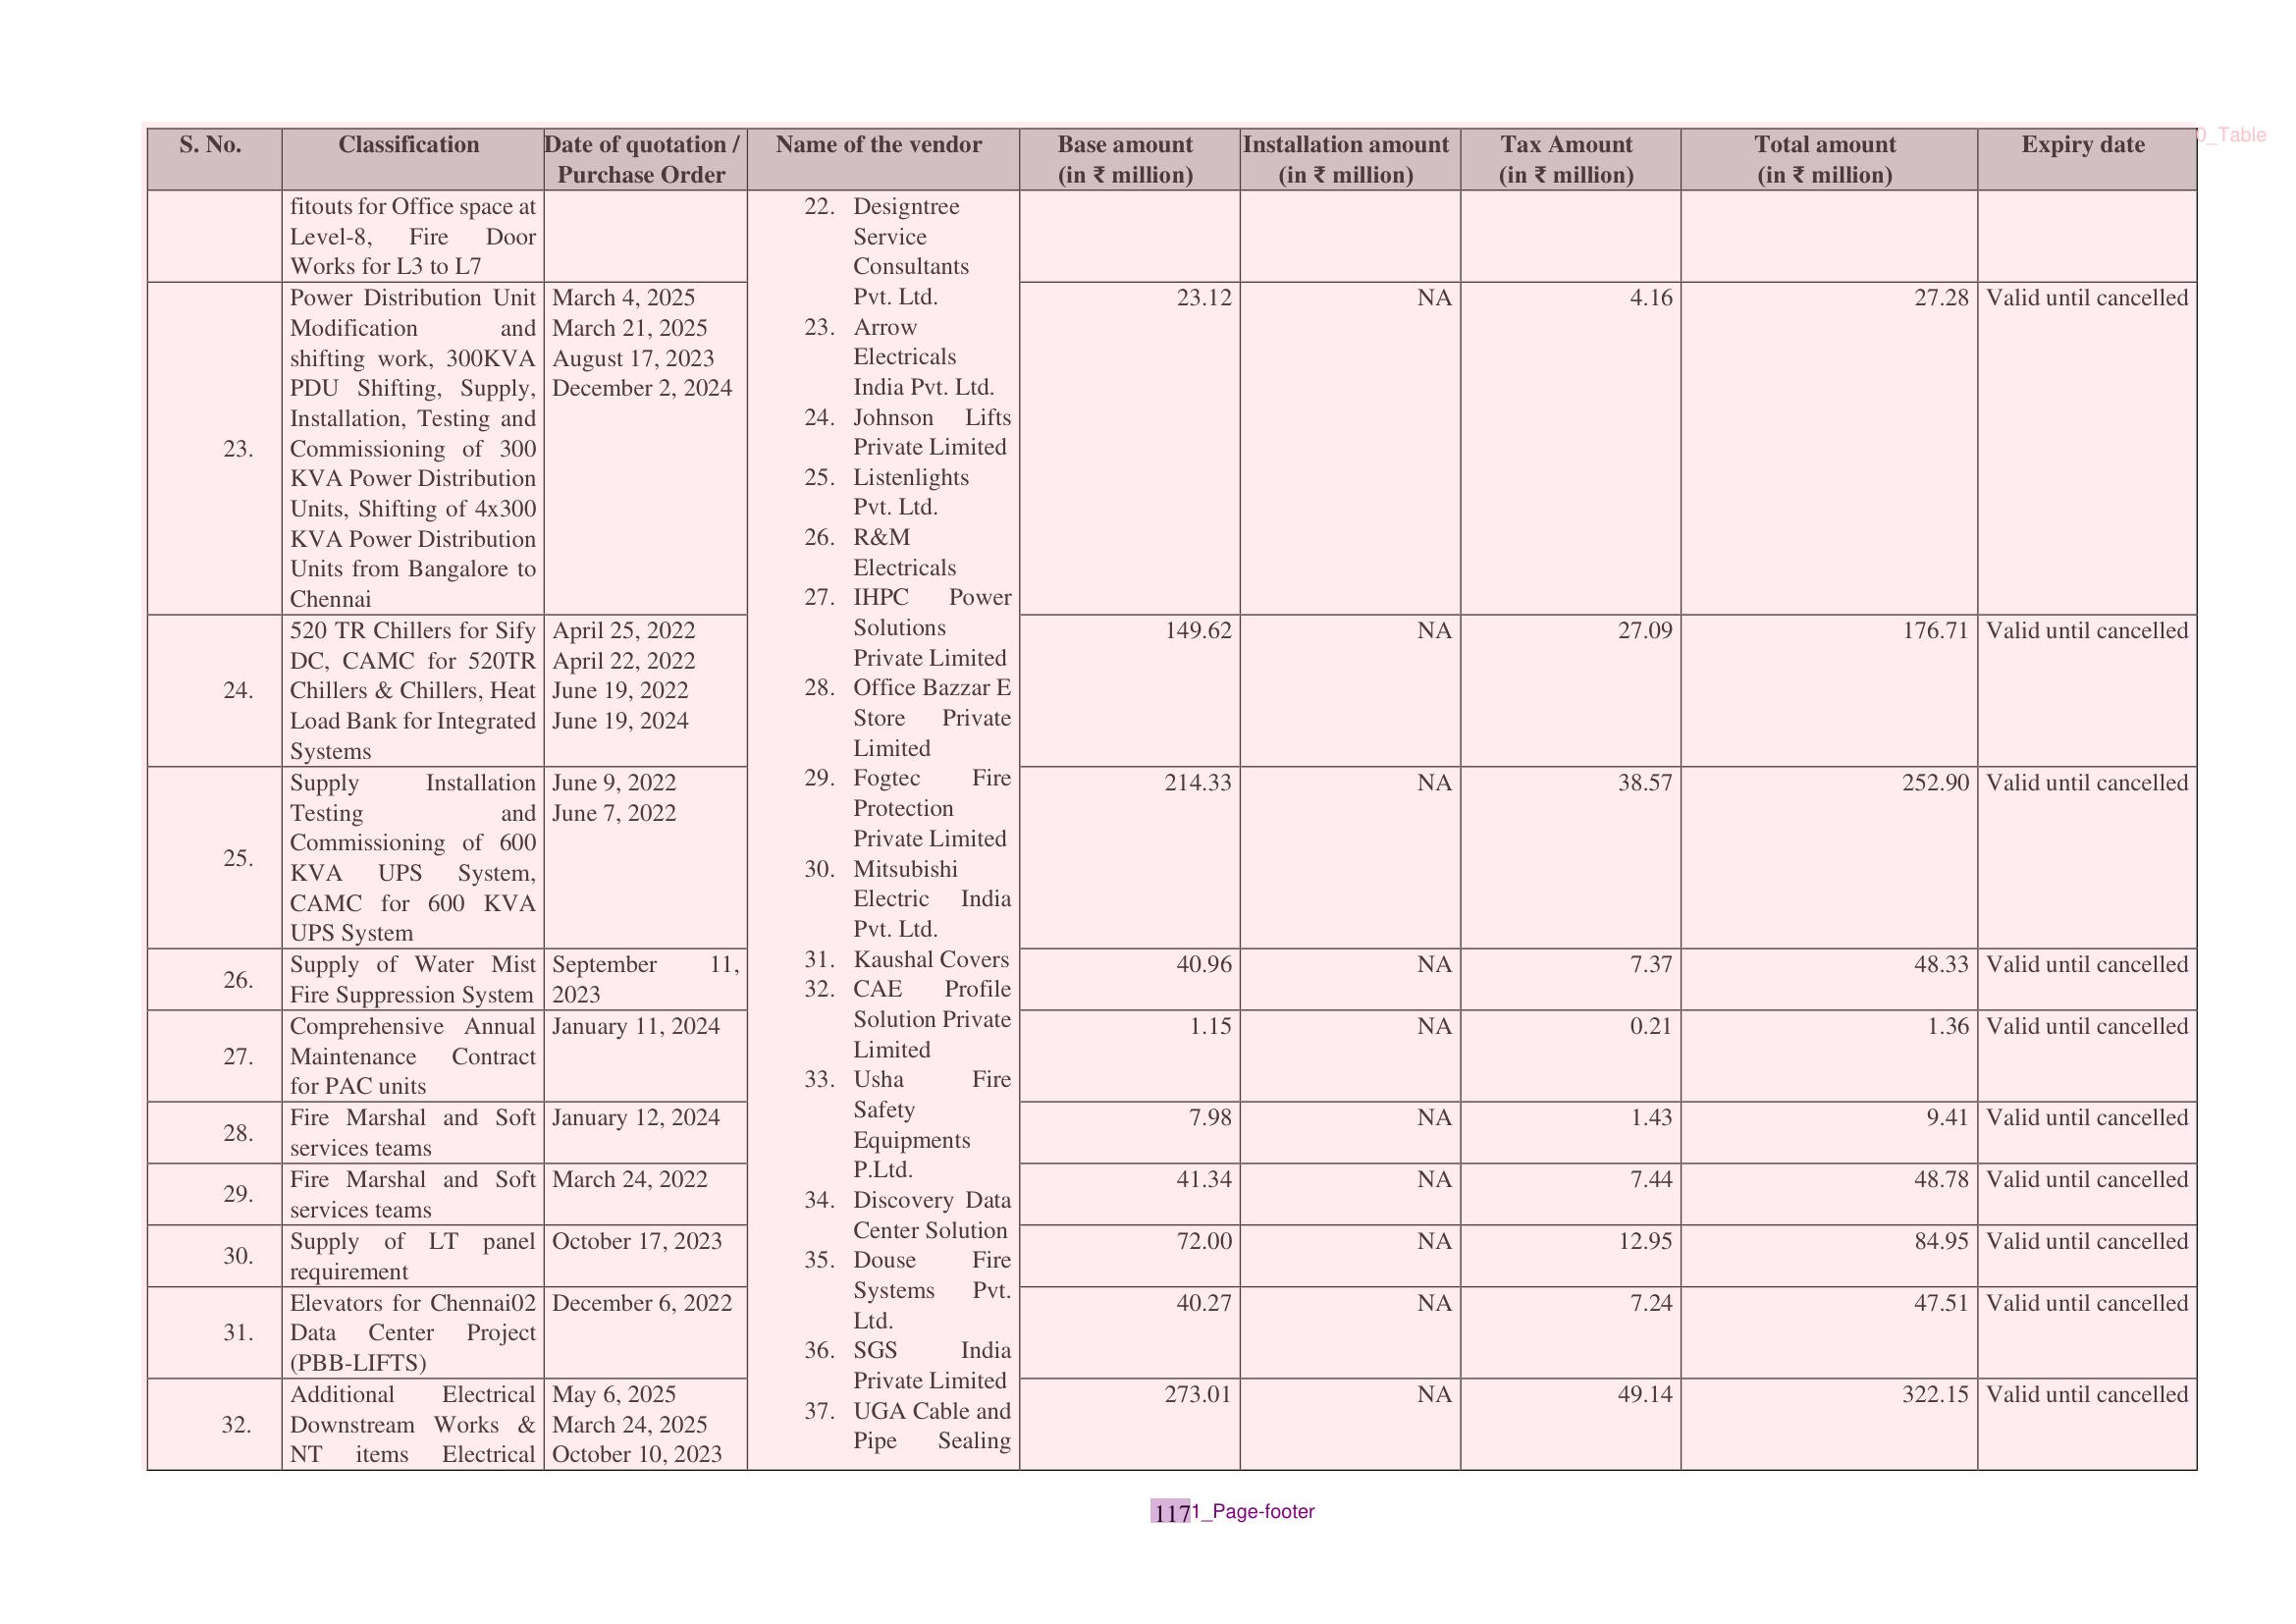 S. No. Classification Date of quotation / Purchase Order Name of the vendor Base amount (in ₹ million) Installation amount (in ₹ million) Tax Amount (in ₹ million) Total amount (in ₹ million) Expiry date
0_Table
fitouts for Office space at
Level-8, Fire Door
Works for L3 to L7
22. Designtree
Service
Consultants
Pvt. Ltd.
23. Arrow
Electricals
India Pvt. Ltd.
24. Johnson Lifts
Private Limited
25. Listenlights
Pvt. Ltd.
26. R&M
Electricals
27. IHPC Power
Solutions
Private Limited
28. Office Bazzar E
Store Private
Limited
29. Fogtec Fire
Protection
Private Limited
30. Mitsubishi
Electric India
Pvt. Ltd.
31. Kaushal Covers
32. CAE Profile
Solution Private
Limited
33. Usha Fire
Safety
Equipments
P.Ltd.
34. Discovery Data
Center Solution
35. Douse Fire
Systems Pvt.
Ltd.
36. SGS India
Private Limited
37. UGA Cable and
Pipe Sealing
23.
Power Distribution Unit
Modification and
shifting work, 300KVA
PDU Shifting, Supply,
Installation, Testing and
Commissioning of 300
KVA Power Distribution
Units, Shifting of 4x300
KVA Power Distribution
Units from Bangalore to
Chennai
March 4, 2025
March 21, 2025
August 17, 2023
December 2, 2024
23.12 NA 4.16 27.28 Valid until cancelled
24.
520 TR Chillers for Sify
DC, CAMC for 520TR
Chillers & Chillers, Heat
Load Bank for Integrated
Systems
April 25, 2022
April 22, 2022
June 19, 2022
June 19, 2024
149.62 NA 27.09 176.71 Valid until cancelled
25.
Supply Installation
Testing and
Commissioning of 600
KVA UPS System,
CAMC for 600 KVA
UPS System
June 9, 2022
June 7, 2022
214.33 NA 38.57 252.90 Valid until cancelled
26.
Supply of Water Mist
Fire Suppression System
September 11,
2023
40.96 NA 7.37 48.33 Valid until cancelled
27.
Comprehensive Annual
Maintenance Contract
for PAC units
January 11, 2024
1.15 NA 0.21 1.36 Valid until cancelled
28.
Fire Marshal and Soft
services teams
January 12, 2024
7.98 NA 1.43 9.41 Valid until cancelled
29.
Fire Marshal and Soft
services teams
March 24, 2022
41.34 NA 7.44 48.78 Valid until cancelled
30.
Supply of LT panel
requirement
October 17, 2023
72.00 NA 12.95 84.95 Valid until cancelled
31.
Elevators for Chennai02
Data Center Project
(PBB-LIFTS)
December 6, 2022
40.27 NA 7.24 47.51 Valid until cancelled
32.
Additional Electrical
Downstream Works &
NT items Electrical
May 6, 2025
March 24, 2025
October 10, 2023
273.01 NA 49.14 322.15 Valid until cancelled
117
1_Page-footer